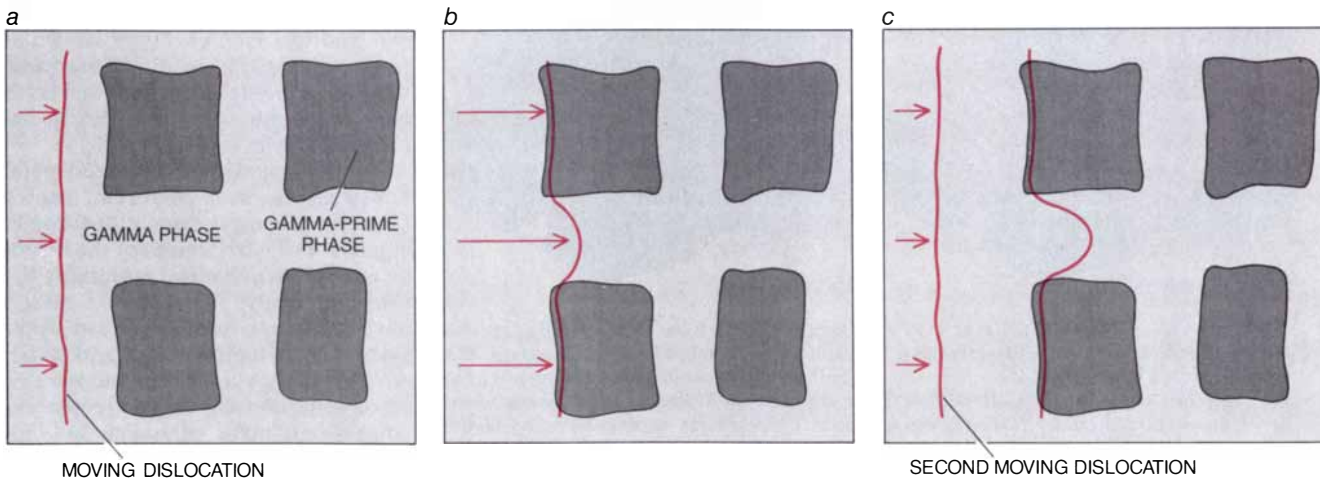 a
b
c
GAMMA PHASE
GAMMA-PRIME
PHASE
MOVING DISLOCATION
SECOND MOVING DISLOCATION